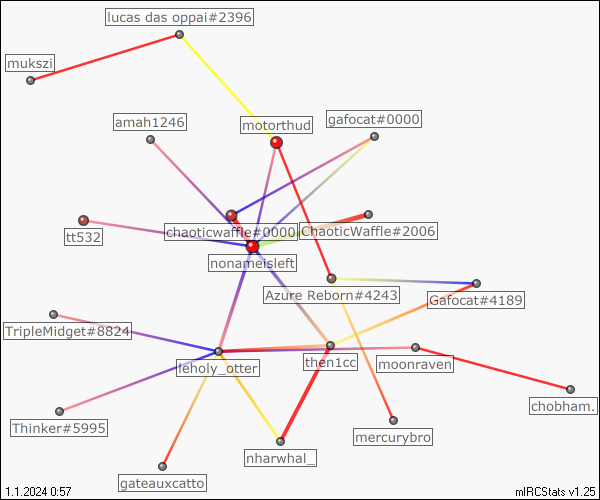 lucas das oppai#2396
mukszi
amah1246
motorthud
gafocat#0000
tt532
chaoticwaffle#0000
ChaoticWaffle#2006
nonameisleft
Azure Reborn#4243
Gafocat#4189
TripleMidget#8824
leholy_otter
then1cc
moonraven
chobham.
Thinker#5995
mercurybro
nharwhal_
gateauxcatto
1.1.2024 0:57
mIRCStats v1.25